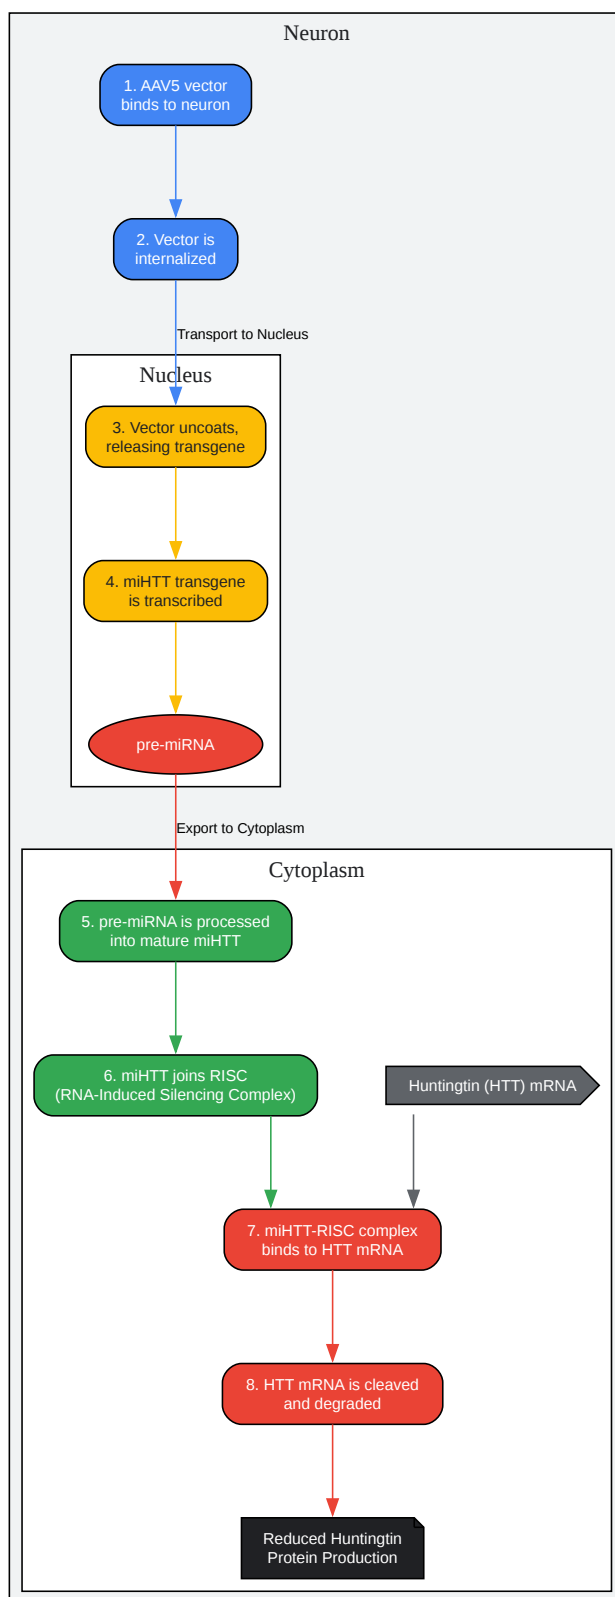 Neuron
1. AAV5 vector
binds to neuron
2. Vector is
internalized
Transport to Nucleus
Nucleus
3. Vector uncoats,
releasing transgene
4. miHTT transgene
is transcribed
pre-miRNA
Export to Cytoplasm
Cytoplasm
5. pre-miRNA is processed
into mature miHTT
6. miHTT joins RISC
(RNA-Induced Silencing Complex)
Huntingtin (HTT) mRNA
7. miHTT-RISC complex
binds to HTT mRNA
8. HTT mRNA is cleaved
and degraded
Reduced Huntingtin
Protein Production